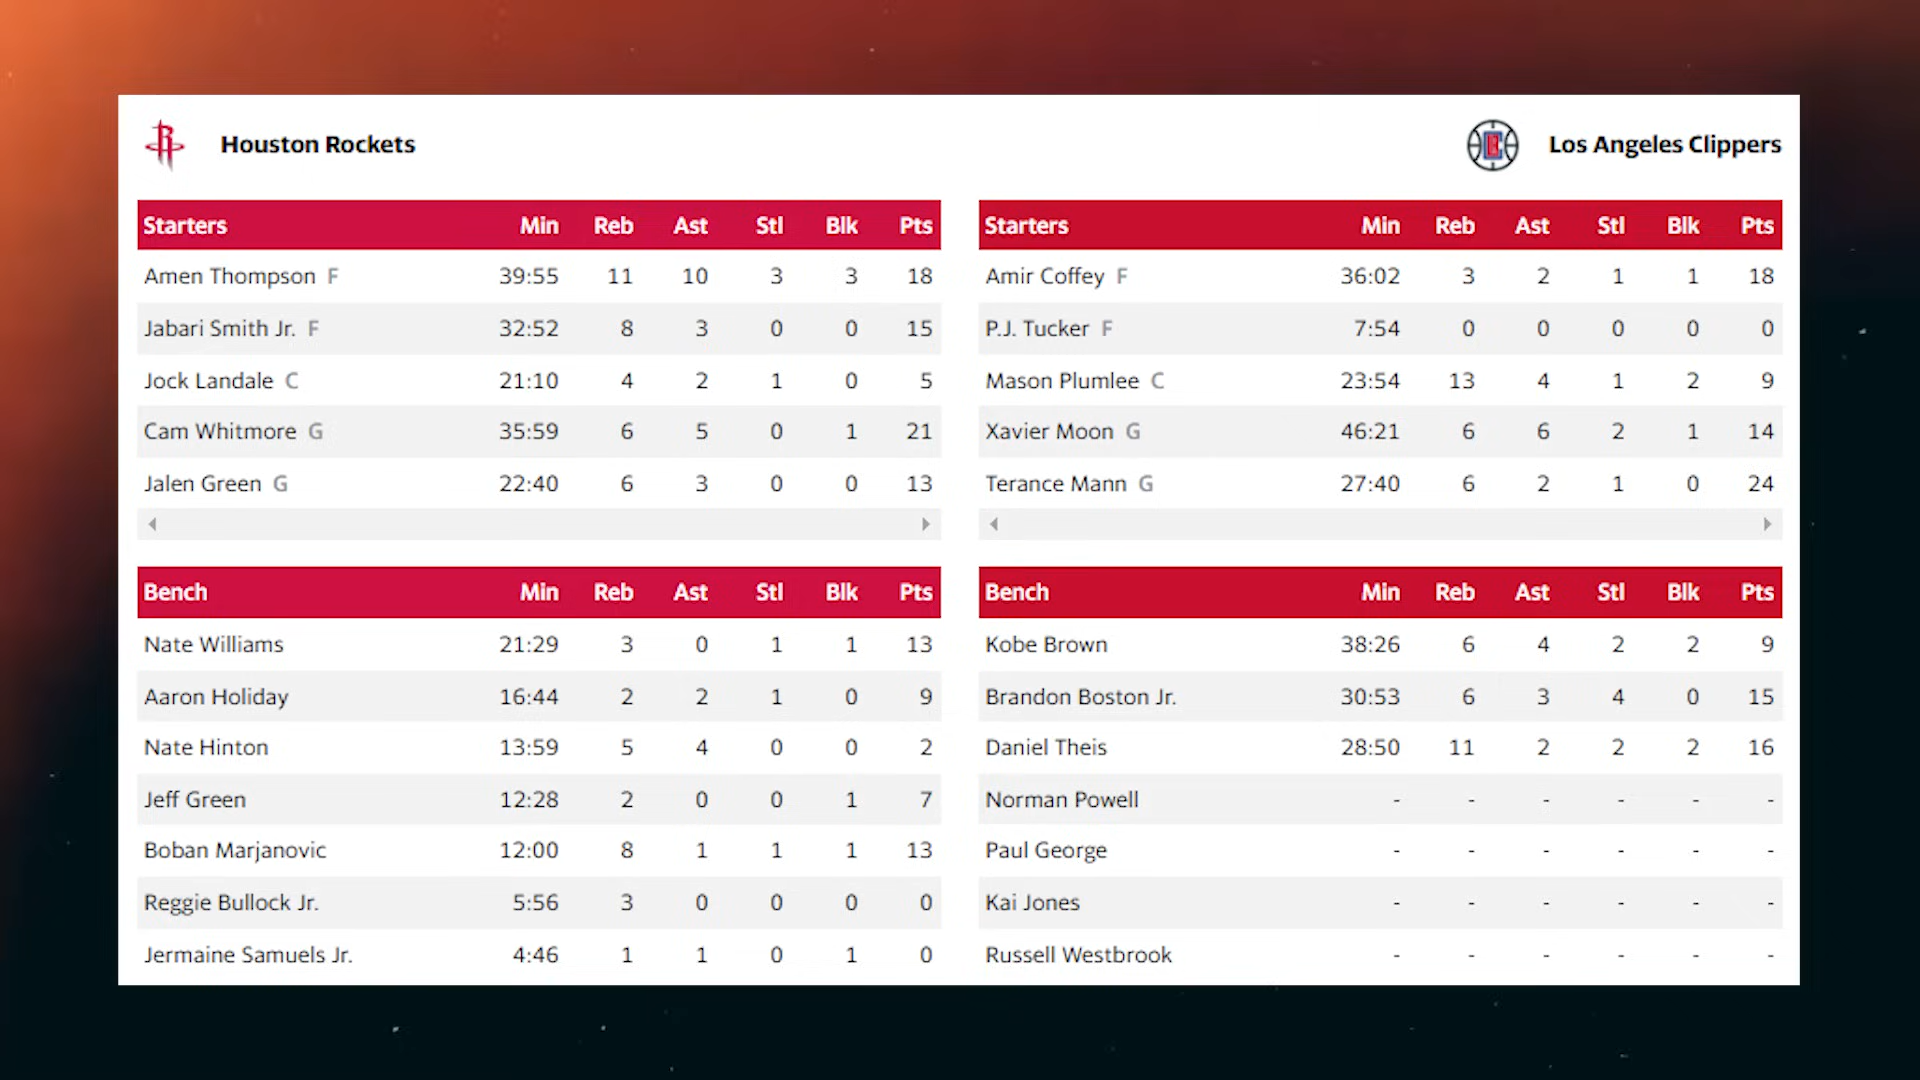 Houston Rockets
Starters Min Reb Ast Stl Blk Pts
Amen Thompson F 39:55 11 10 3 3 18
Jabari Smith Jr. F 32:52 8 3 0 0 15
Jock Landale C 21:10 4 2 1 0 5
Cam Whitmore G 35:59 6 5 0 1 21
Jalen Green G 22:40 6 3 0 0 13
Bench Min Reb Ast Stl Blk Pts
Nate Williams 21:29 3 0 1 1 13
Aaron Holiday 16:44 2 2 1 0 9
Nate Hinton 13:59 5 4 0 0 2
Jeff Green 12:28 2 0 0 1 7
Boban Marjanovic 12:00 8 1 1 1 13
Reggie Bullock Jr. 5:56 3 0 0 0 0
Jermaine Samuels Jr. 4:46 1 1 0 1 0
Los Angeles Clippers
Starters Min Reb Ast Stl Blk Pts
Amir Coffey F 36:02 3 2 1 1 18
P.J. Tucker F 7:54 0 0 0 0 0
Mason Plumlee C 23:54 13 4 1 2 9
Xavier Moon G 46:21 6 6 2 1 14
Terance Mann G 27:40 6 2 1 0 24
Bench Min Reb Ast Stl Blk Pts
Kobe Brown 38:26 6 4 2 2 9
Brandon Boston Jr. 30:53 6 3 4 0 15
Daniel Theis 28:50 11 2 2 2 16
Norman Powell - - - - - -
Paul George - - - - - -
Kai Jones - - - - - -
Russell Westbrook - - - - - -